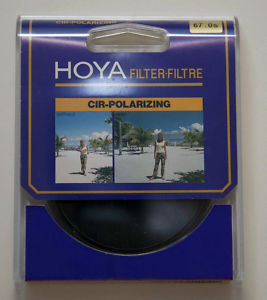 CIR-POLARIZING
67.0s
HOYA FILTER·FILTRE
CIR-POLARIZING